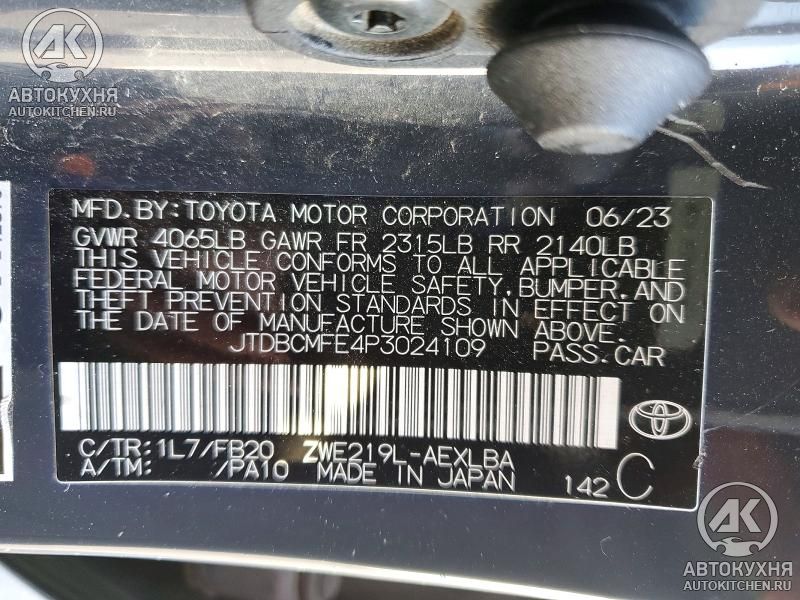 AK
АВТОКУХНЯ
AUTOKITCHEN.RU
MFD.BY:TOYOTA MOTOR CORPORATION 06/23
GVWR 4065LB GAWR FR 2315LB RR 2140LB
THIS VEHICLE CONFORMS TO ALL APPLICABLE
FEDERAL MOTOR VEHICLE SAFETY,BUMPER,AND
THEFT PREVENTION STANDARDS IN EFFECT ON
THE DATE OF MANUFACTURE SHOWN ABOVE.
JTDBCMFE4P3024109 PASS.CAR
C/TR:1L7/FB20 ZWE219L-AEXLBA
A/TM: /PA10 MADE IN JAPAN 142 C
AK
АВТОКУХНЯ
AUTOKITCHEN.RU